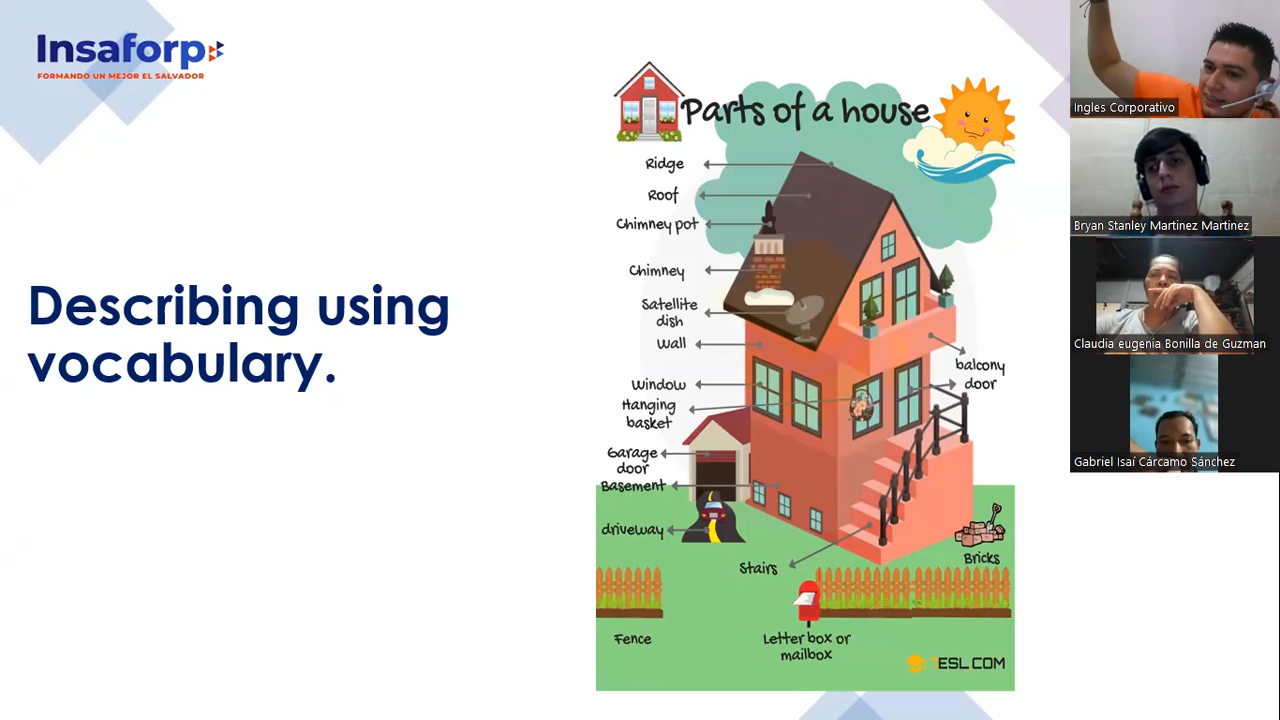 Insaforp
FORMANDO UN MEJOR EL SALVADOR
Describing using
vocabulary.
Parts of a house
Ridge
Roof
Chimney pot
Chimney
Satellite
dish
Wall
Window
Hanging
basket
Garage
door
Basement
driveway
balcony
door
Stairs
Bricks
Fence
Letter box or
mailbox
7ESL.COM
Ingles Corporativo
Bryan Stanley Martinez Martinez
Claudia eugenia Bonilla de Guzman
Gabriel Isaí Cárcamo Sánchez